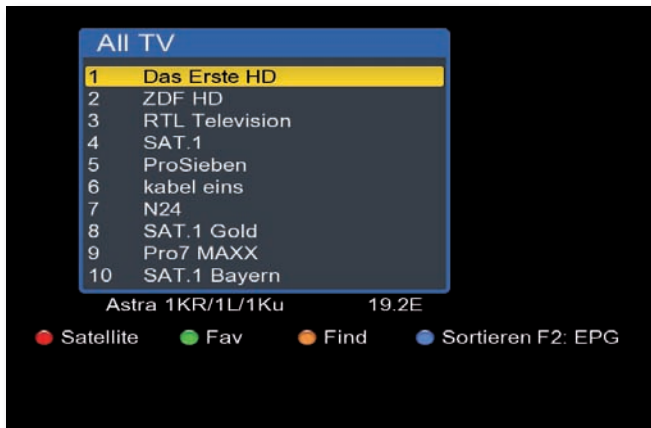 All TV
1 Das Erste HD
2 ZDF HD
3 RTL Television
4 SAT.1
5 ProSieben
6 kabel eins
7 N24
8 SAT.1 Gold
9 Pro7 MAXX
10 SAT.1 Bayern
Astra 1KR/1L/1Ku 19.2E
Satellite Fav Find Sortieren F2: EPG